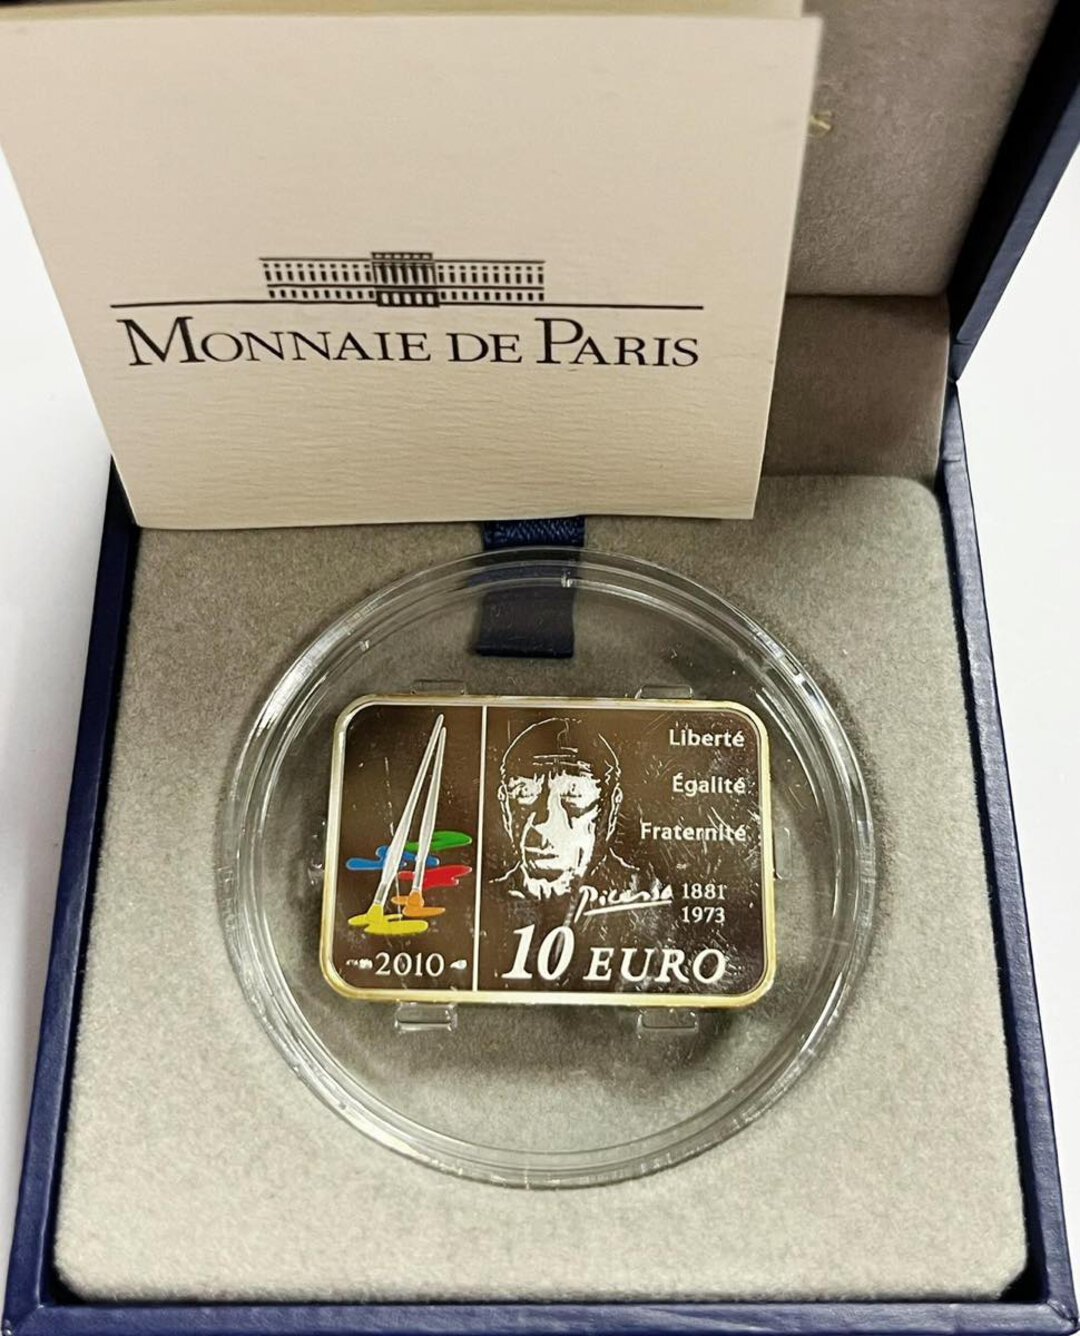 MONNAIE DE PARIS
Liberté
Égalité
Fraternité
Picasso 1881
1973
2010
10 EURO